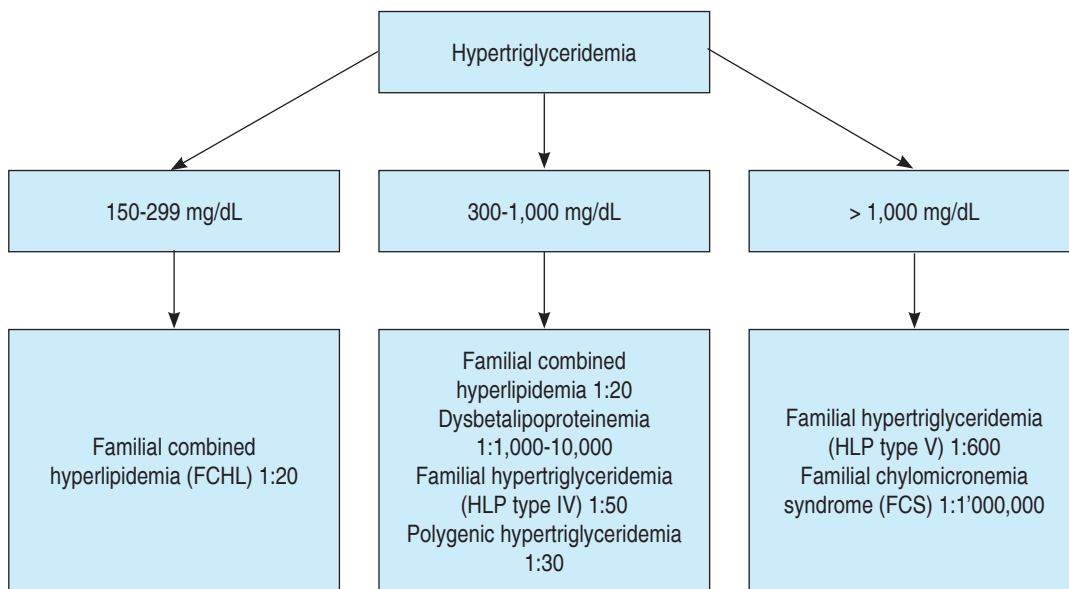 Hypertriglyceridemia
150-299 mg/dL
300-1,000 mg/dL
> 1,000 mg/dL
Familial combined
hyperlipidemia (FCHL) 1:20
Familial combined
hyperlipidemia 1:20
Dysbetalipoproteinemia
1:1,000-10,000
Familial hypertriglyceridemia
(HLP type IV) 1:50
Polygenic hypertriglyceridemia
1:30
Familial hypertriglyceridemia
(HLP type V) 1:600
Familial chylomicronemia
syndrome (FCS) 1:1’000,000